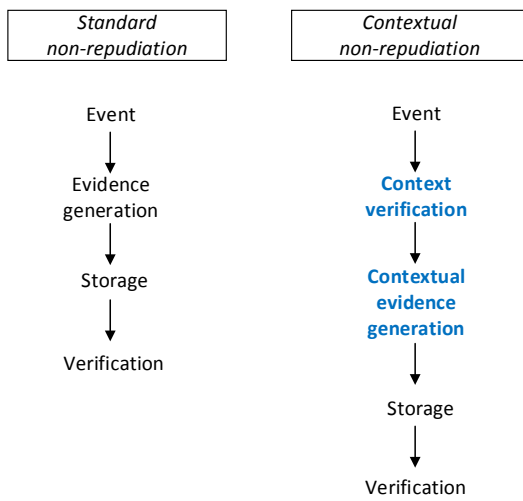 Standard
non-repudiation
Event
Evidence
generation
Storage
Verification
Contextual
non-repudiation
Event
Context
verification
Contextual
evidence
generation
Storage
Verification